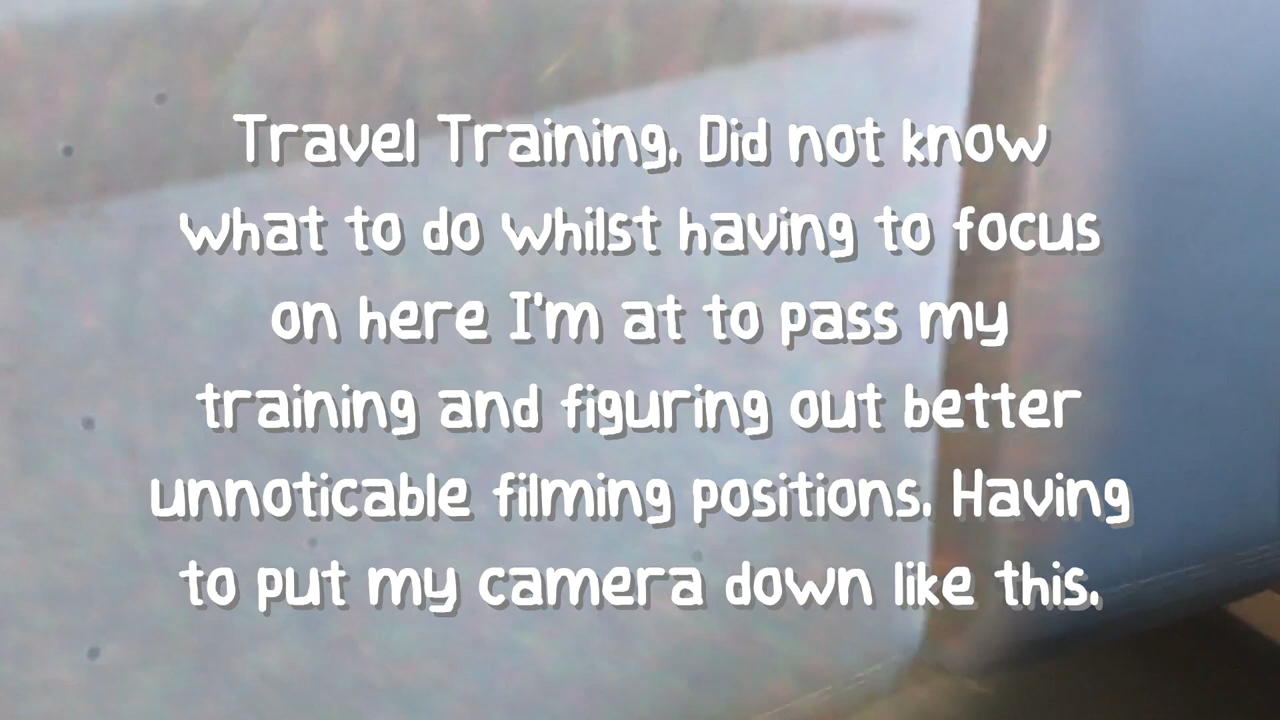 Travel Training. Did not know
what to do whilst having to focus
on here I'm at to pass my
training and figuring out better
unnoticable filming positions. Having
to put my camera down like this.